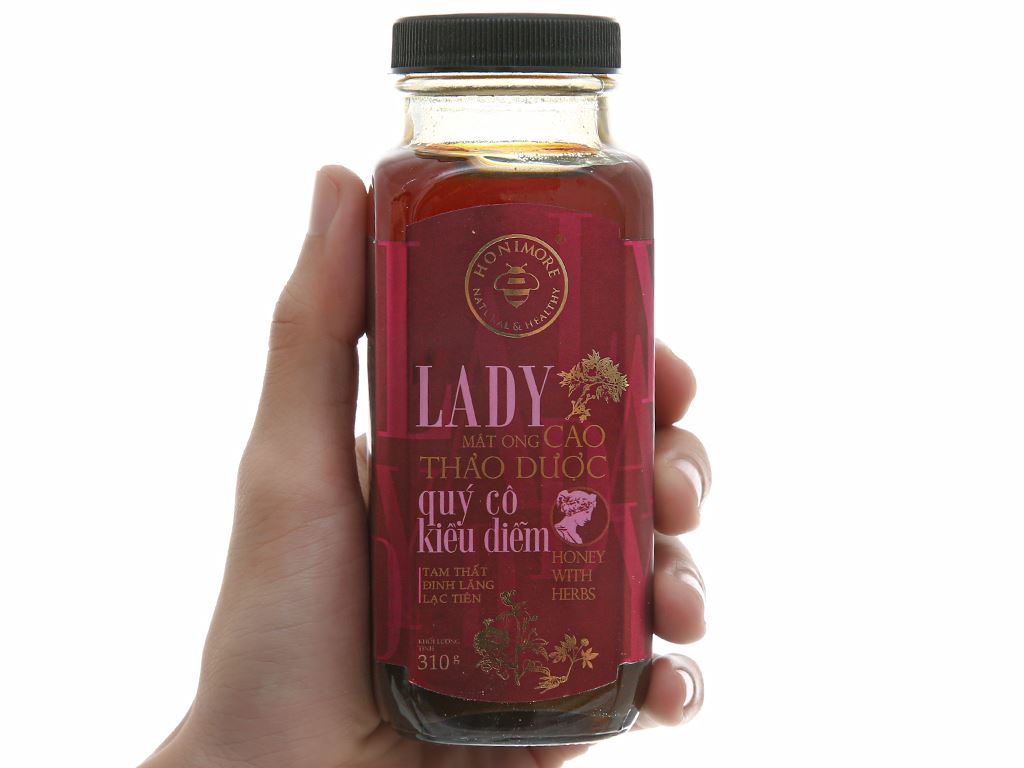 HONIMORE
NATURAL & HEALTHY
LADY
MẬT ONG CAO
THẢO DƯỢC
quý cô
kiều diễm
HONEY
WITH
HERBS
TAM THẤT
ĐINH LĂNG
LẠC TIÊN
KHỐI LƯỢNG
TỊNH
310 g